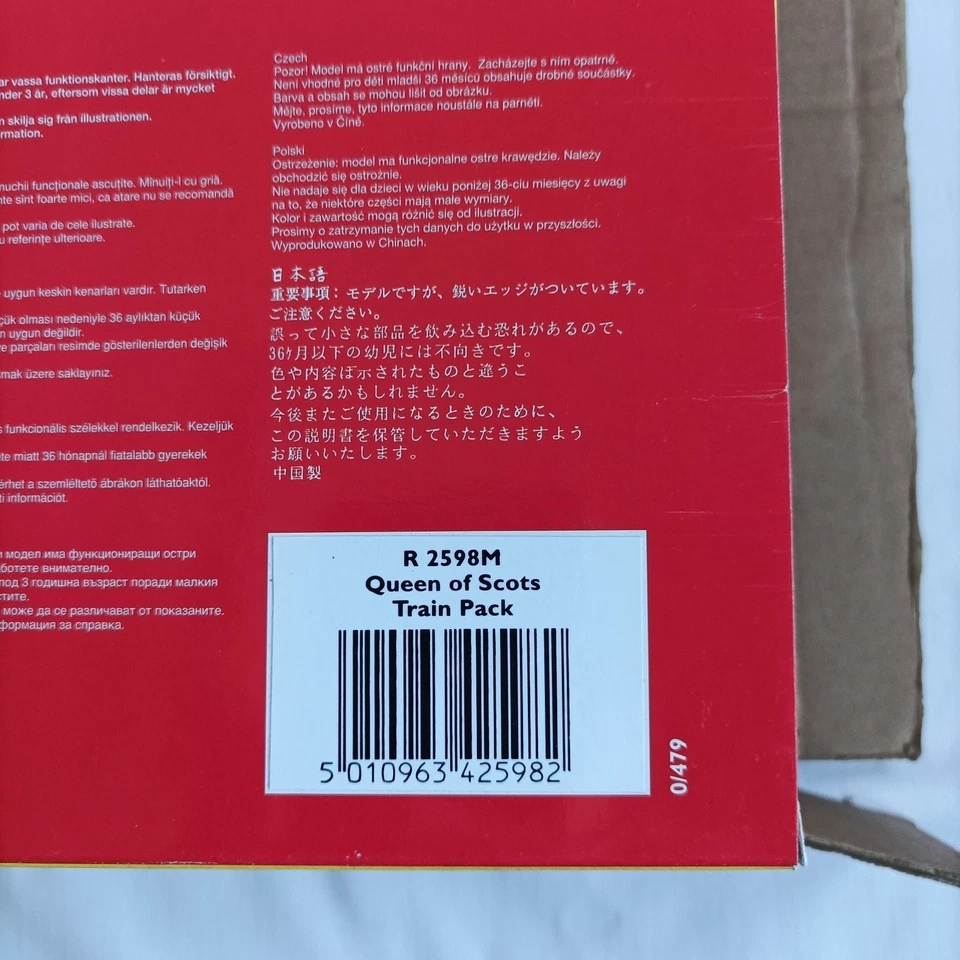 ar vassa funktionskanter. Hanteras försiktigt.
nder 3 år, eftersom vissa delar är mycket
n skilja sig från illustrationen.
rmation.
muchii funcţionale ascuţite. Mînuiţi-l cu grijă.
nte sînt foarte mici, ca atare nu se recomandă
pot varia de cele ilustrate.
u referinţe ulterioare.
uygun keskin kenarları vardır. Tutarken
çük olması nedeniyle 36 aylıktan küçük
n uygun değildir.
ve parçaları resimde gösterilenlerden değişik
mak üzere saklayınız.
s funkcionális szélekkel rendelkezik. Kezeljük
te miatt 36 hónapnál fiatalabb gyerekek
érhet a szemléltető ábrákon láthatóaktól.
ti információt.
и модел има функциониращи остри
ботете внимателно.
под 3 годишна възраст поради малкия
стите.
може да се различават от показаните.
формация за справка.
Czech
Pozor! Model má ostré funkční hrany. Zacházejte s ním opatrně.
Není vhodné pro děti mladší 36 měsíců obsahuje drobné součástky.
Barva a obsah se mohou lišit od obrázku.
Mějte, prosíme, tyto informace noustále na parněti.
Vyrobeno v Číně.
Polski
Ostrzeżenie: model ma funkcjonalne ostre krawędzie. Należy
obchodzić się ostrożnie.
Nie nadaje się dla dzieci w wieku poniżej 36-ciu miesięcy z uwagi
na to, że niektóre części mają małe wymiary.
Kolor i zawartość mogą różnić się od ilustracji.
Prosimy o zatrzymanie tych danych do użytku w przyszłości.
Wyprodukowano w Chinach.
日本語
重要事項：モデルですが、鋭いエッジがついています。
ご注意ください。
誤って小さな部品を飲み込む恐れがあるので、
36ヶ月以下の幼児には不向きです。
色や内容は示されたものと違うこ
とがあるかもしれません。
今後またご使用になるときのために、
この説明書を保管していただきますよう
お願いいたします。
中国製
R 2598M
Queen of Scots
Train Pack
5 010963 425982
0/479